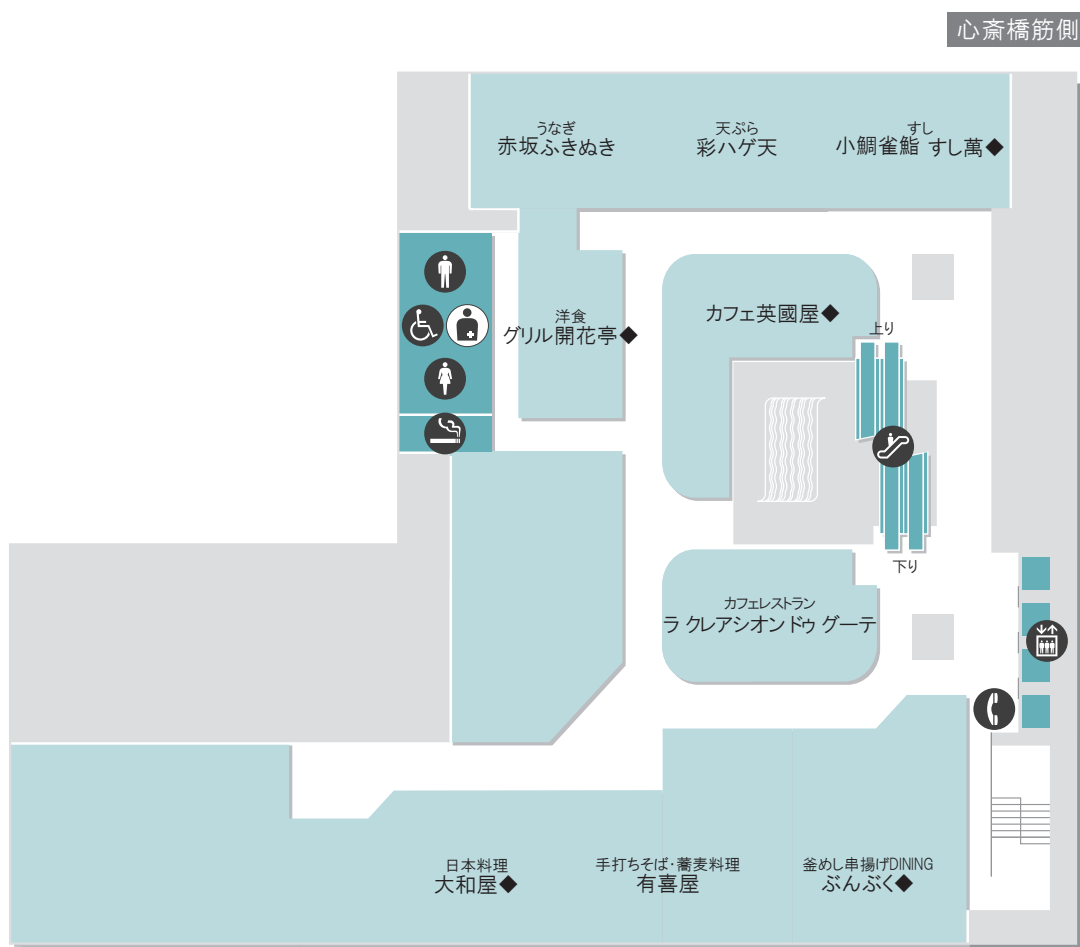 心斎橋筋側
うなぎ
赤坂ふきぬき
天ぷら
彩ハゲ天
すし
小鯛雀鮨 すし萬◆
洋食
グリル開花亭◆
カフェ英國屋◆
上り
下り
カフェレストラン
ラ クレアシオン ドゥ グーテ
日本料理
大和屋◆
手打ちそば・蕎麦料理
有喜屋
釜めし串揚げDINING
ぶんぶく◆